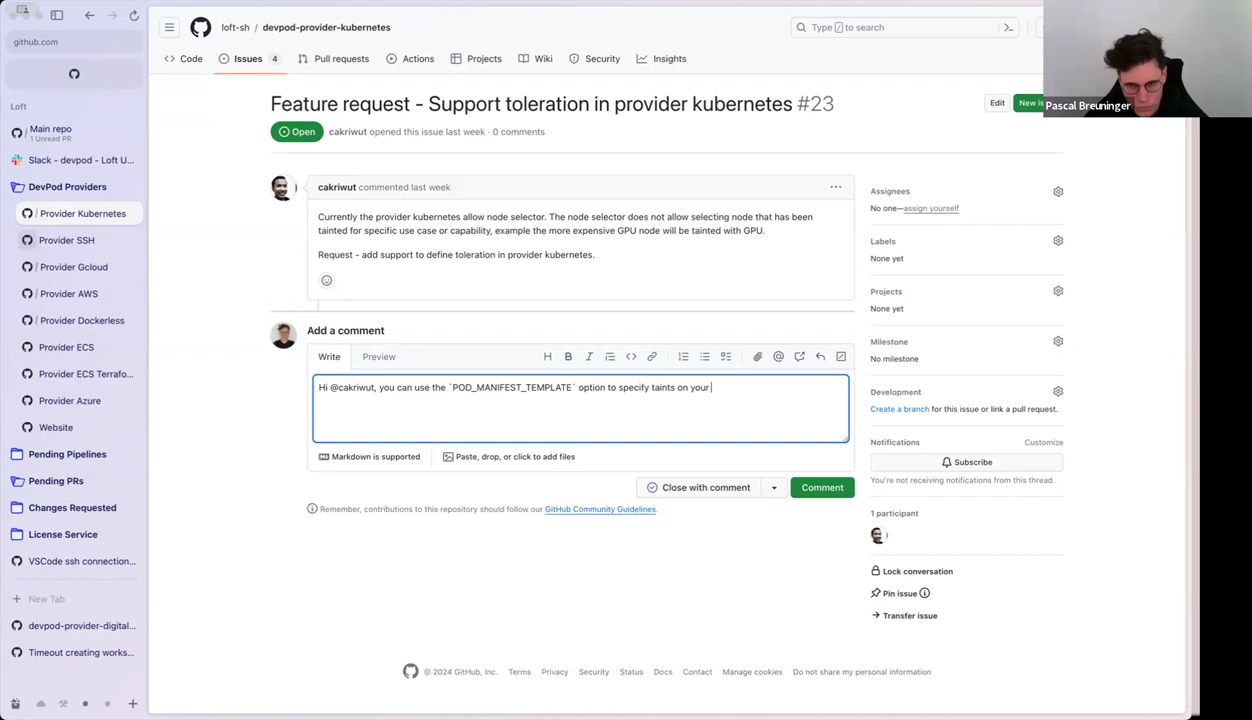 github.com
Loft
Main repo
1 Unread PR
Slack - devpod - Loft U...
DevPod Providers
/ Provider Kubernetes
Provider SSH
/ Provider Gcloud
/ Provider AWS
/ Provider Dockerless
Provider ECS
Provider ECS Terrafo...
Provider Azure
Website
Pending Pipelines
Pending PRs
Changes Requested
License Service
VSCode ssh connection...
New Tab
devpod-provider-digital...
Timeout creating works...
loft-sh / devpod-provider-kubernetes
Type / to search
Code
Issues 4
Pull requests
Actions
Projects
Wiki
Security
Insights
Feature request - Support toleration in provider kubernetes #23
Edit
New is
Pascal Breuninger
Open
cakriwut opened this issue last week · 0 comments
cakriwut commented last week
Currently the provider kubernetes allow node selector. The node selector does not allow selecting node that has been
tainted for specific use case or capability, example the more expensive GPU node will be tainted with GPU.
Request - add support to define toleration in provider kubernetes.
Add a comment
Write
Preview
Hi @cakriwut, you can use the `POD_MANIFEST_TEMPLATE` option to specify taints on your
Markdown is supported
Paste, drop, or click to add files
Close with comment
Comment
Remember, contributions to this repository should follow our GitHub Community Guidelines.
Assignees
No one—assign yourself
Labels
None yet
Projects
None yet
Milestone
No milestone
Development
Create a branch for this issue or link a pull request.
Notifications
Customize
Subscribe
You're not receiving notifications from this thread.
1 participant
Lock conversation
Pin issue
Transfer issue
© 2024 GitHub, Inc.
Terms
Privacy
Security
Status
Docs
Contact
Manage cookies
Do not share my personal information